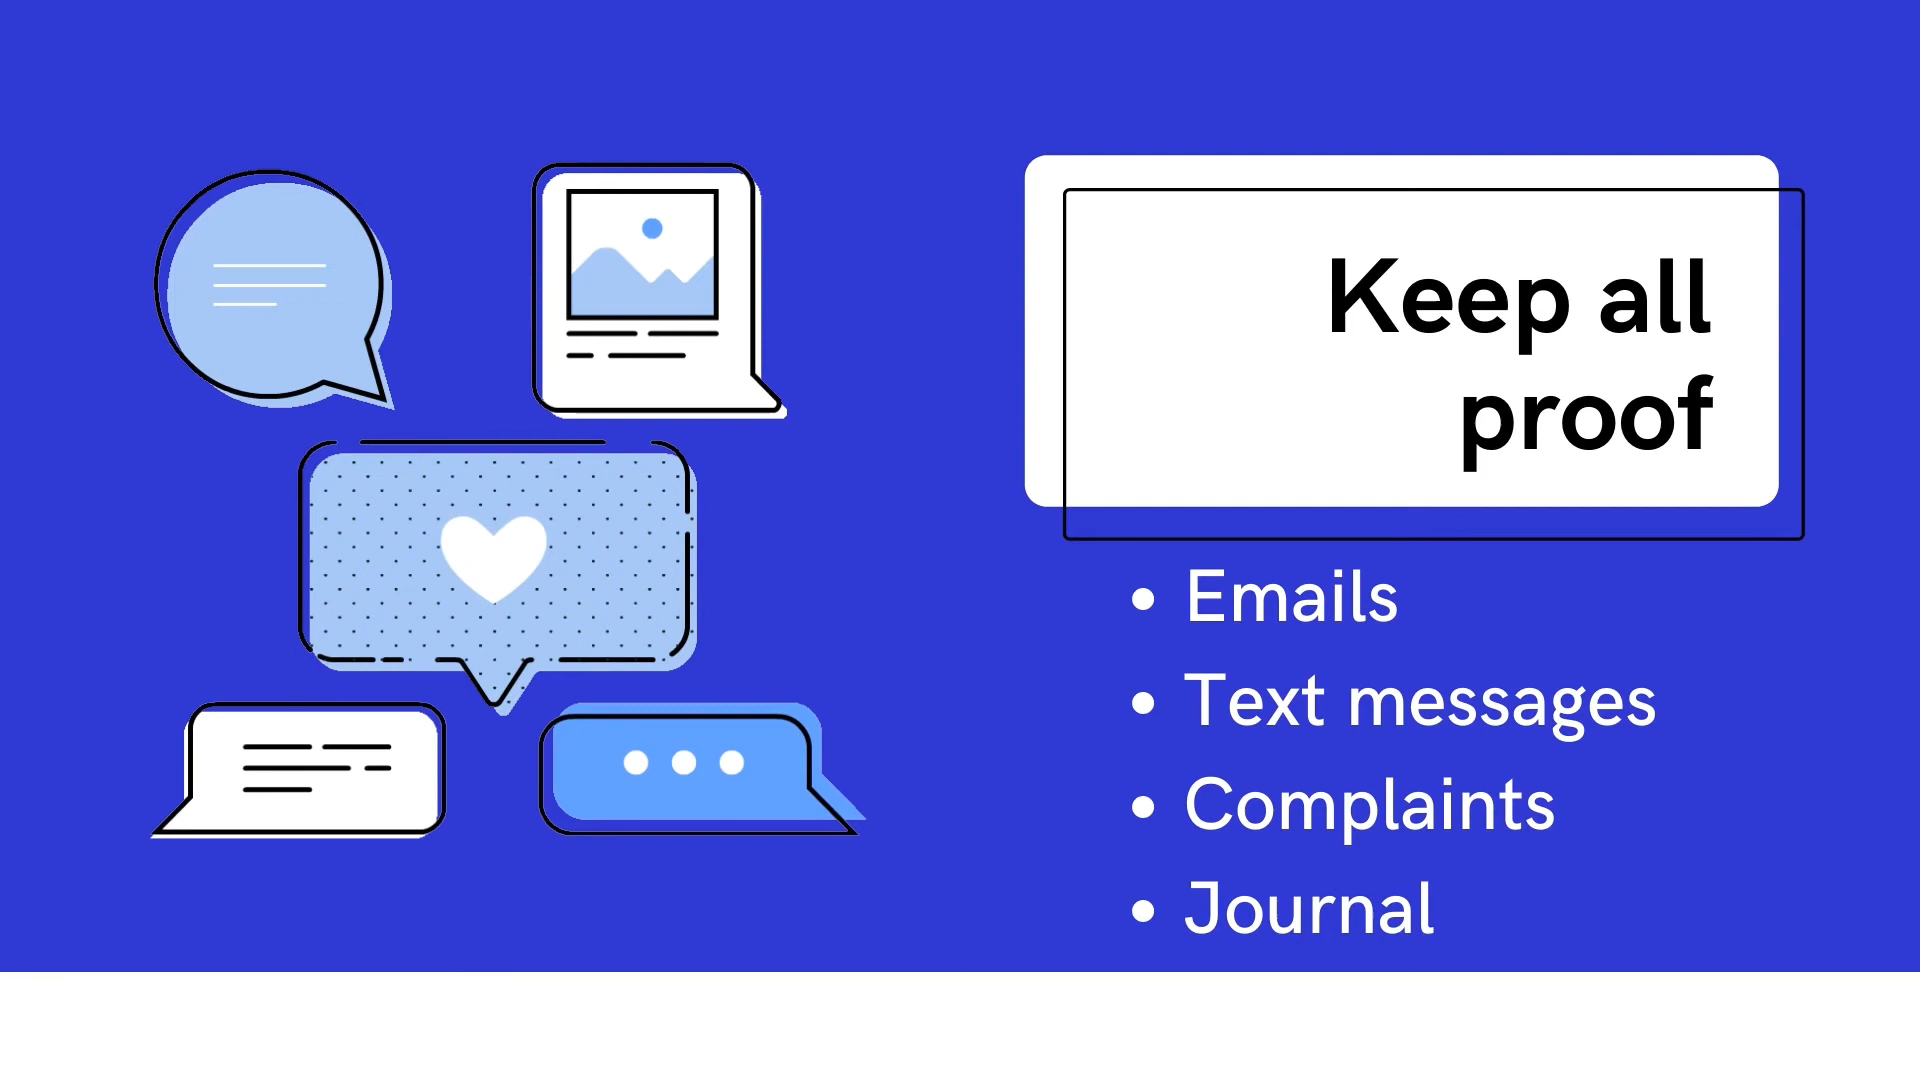 Keep all
proof
• Emails
• Text messages
• Complaints
• Journal